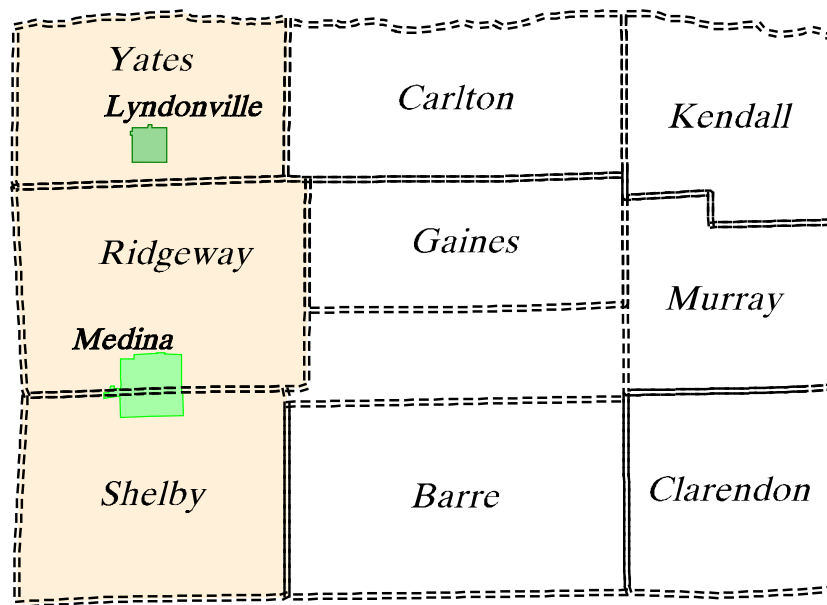 Yates
Lyndonville
Carlton
Kendall
Ridgeway
Gaines
Murray
Medina
Shelby
Barre
Clarendon